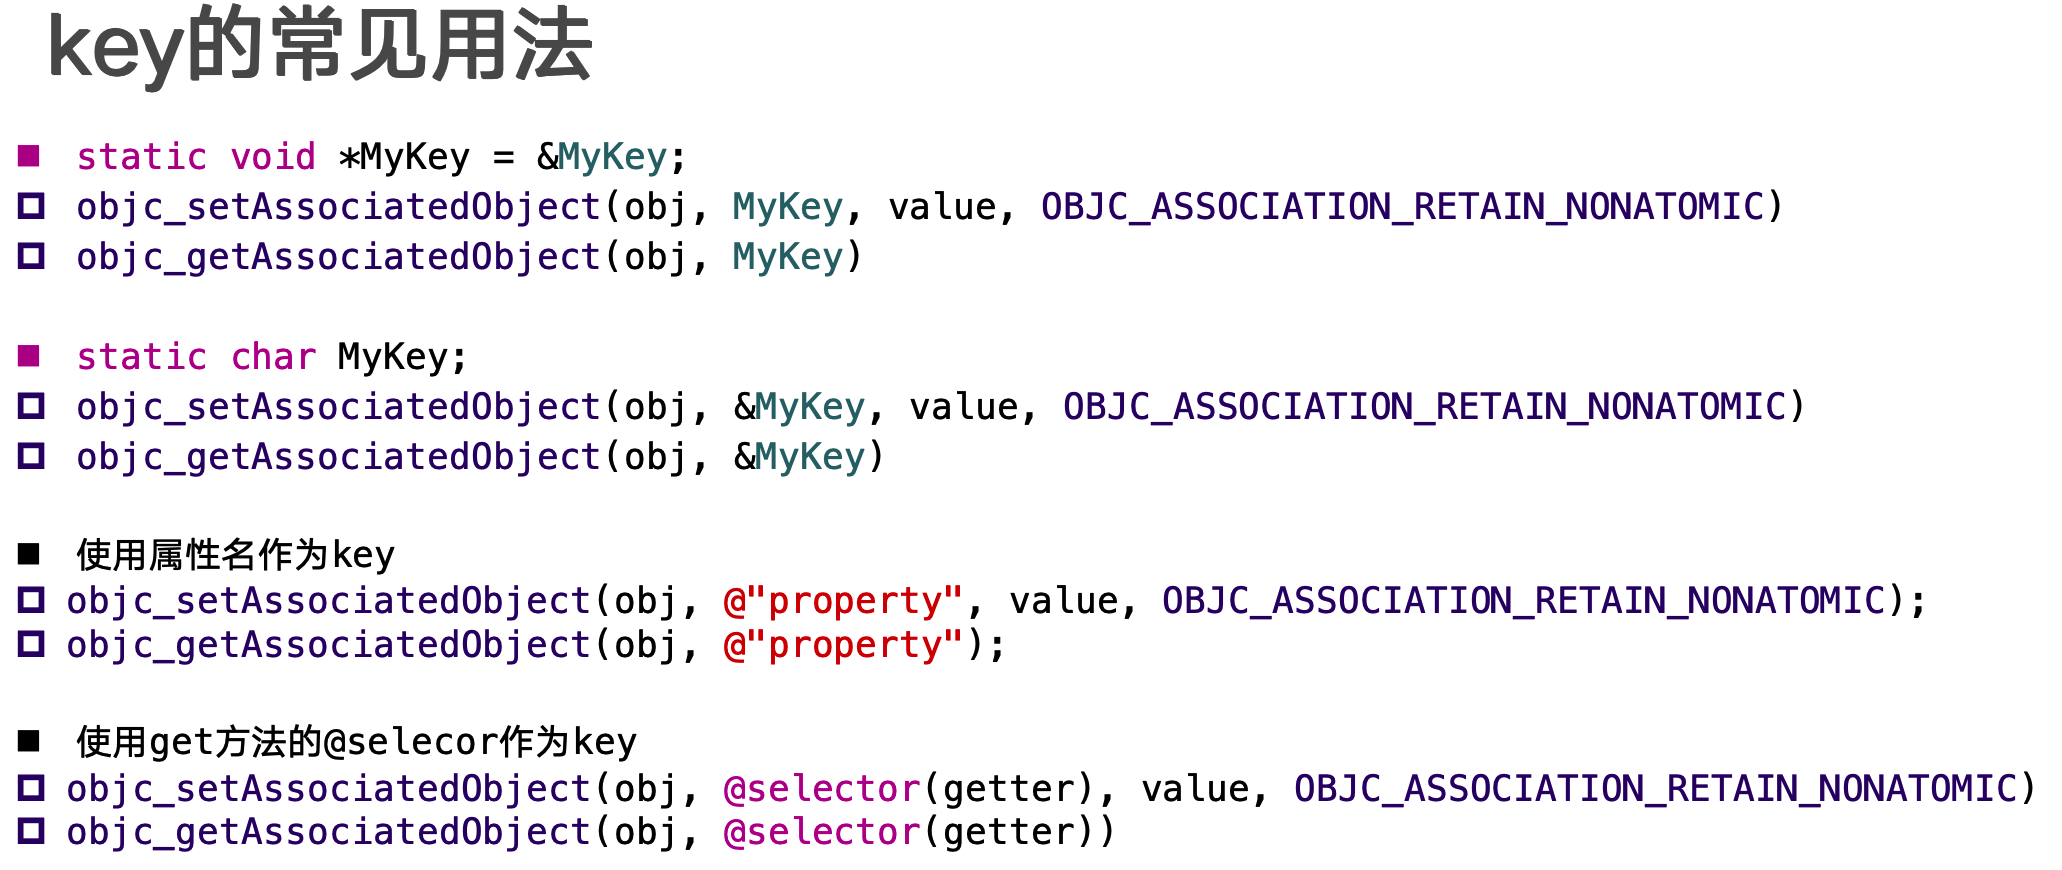 key的常见用法
static void *MyKey = &MyKey;
objc_setAssociatedObject(obj, MyKey, value, OBJC_ASSOCIATION_RETAIN_NONATOMIC)
objc_getAssociatedObject(obj, MyKey)
static char MyKey;
objc_setAssociatedObject(obj, &MyKey, value, OBJC_ASSOCIATION_RETAIN_NONATOMIC)
objc_getAssociatedObject(obj, &MyKey)
使用属性名作为key
objc_setAssociatedObject(obj, @"property", value, OBJC_ASSOCIATION_RETAIN_NONATOMIC);
objc_getAssociatedObject(obj, @"property");
使用get方法的@selecor作为key
objc_setAssociatedObject(obj, @selector(getter), value, OBJC_ASSOCIATION_RETAIN_NONATOMIC)
objc_getAssociatedObject(obj, @selector(getter))